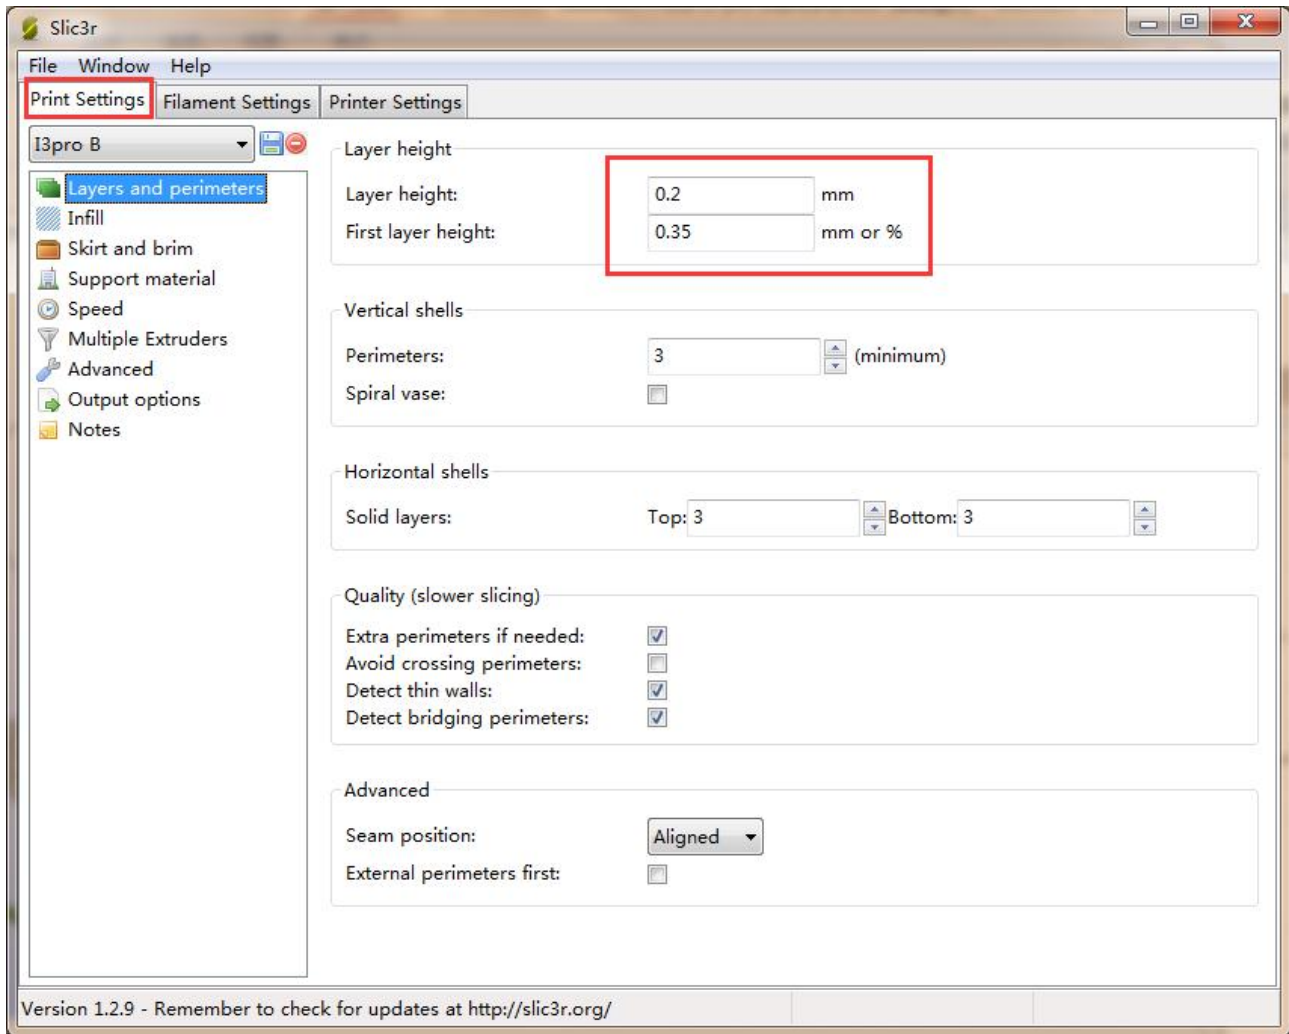 Slic3r
File Window Help
Print Settings Filament Settings Printer Settings
I3pro B
Layers and perimeters
Infill
Skirt and brim
Support material
Speed
Multiple Extruders
Advanced
Output options
Notes
Layer height
Layer height: 0.2 mm
First layer height: 0.35 mm or %
Vertical shells
Perimeters: 3 (minimum)
Spiral vase:
Horizontal shells
Solid layers: Top: 3 Bottom: 3
Quality (slower slicing)
Extra perimeters if needed:
Avoid crossing perimeters:
Detect thin walls:
Detect bridging perimeters:
Advanced
Seam position: Aligned
External perimeters first:
Version 1.2.9 - Remember to check for updates at http://slic3r.org/